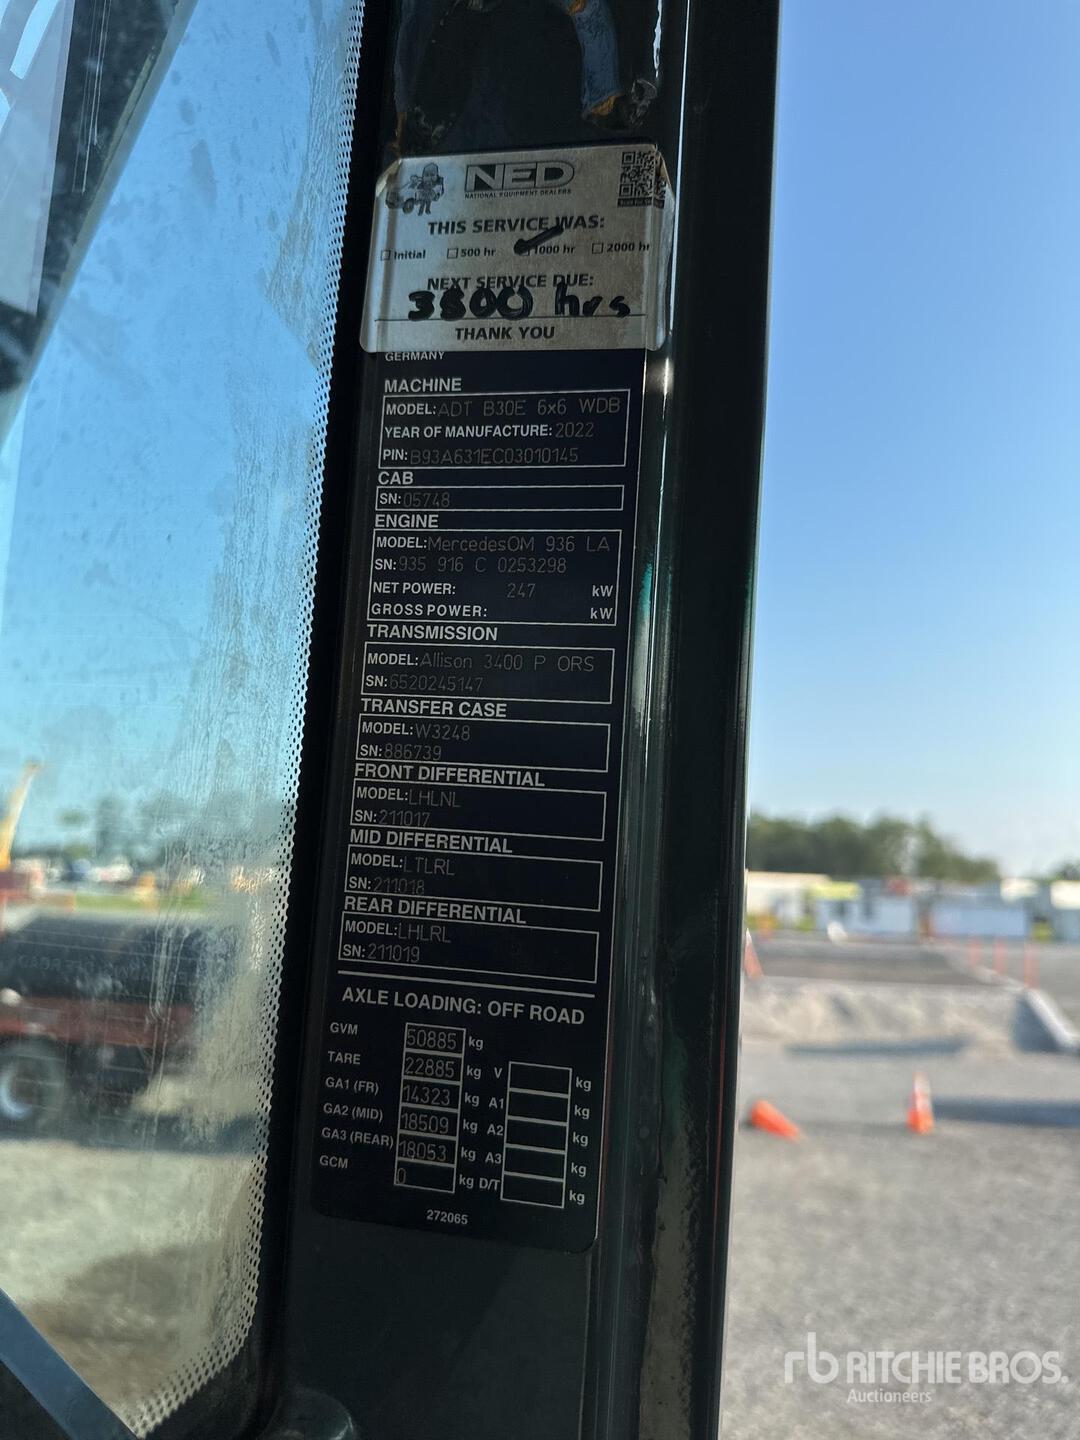 NED
NATIONAL EQUIPMENT DEALERS
THIS SERVICE WAS:
Initial 500 hr 1000 hr 2000 hr
NEXT SERVICE DUE:
3500 hrs
THANK YOU
GERMANY
MACHINE
MODEL: ADT B30E 6x6 WDB
YEAR OF MANUFACTURE: 2022
PIN: B93A631EC03010145
CAB
SN: 05748
ENGINE
MODEL: MercedesOM 936 LA
SN: 935 916 C 0253298
NET POWER: 247 kW
GROSS POWER: kW
TRANSMISSION
MODEL: Allison 3400 P ORS
SN: 6520245147
TRANSFER CASE
MODEL: W3248
SN: 886739
FRONT DIFFERENTIAL
MODEL: LHLNL
SN: 211017
MID DIFFERENTIAL
MODEL: LTLRL
SN: 211018
REAR DIFFERENTIAL
MODEL: LHLRL
SN: 211019
AXLE LOADING: OFF ROAD
GVM 50885 kg
TARE 22885 kg V kg
GA1 (FR) 14323 kg A1 kg
GA2 (MID) 18509 kg A2 kg
GA3 (REAR) 18053 kg A3 kg
GCM 0 kg D/T kg
272065
rb RITCHIE BROS.
Auctioneers